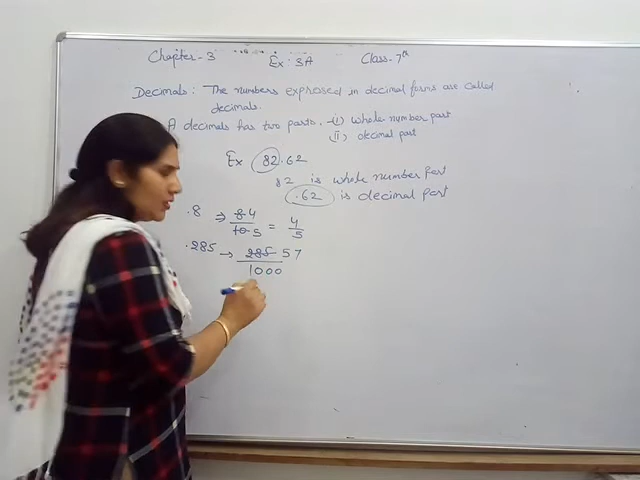 Chapter-3 Ex: 3A Class-7th
Decimals: The numbers expressed in decimal forms are called
decimals.
A decimals has two parts. (i) whole number part
(ii) decimal part
Ex 82.62
82 is whole number part
.62 is decimal part
.8 ⇒ 8 4 / 10 5 = 4/5
.285 → 285 57
1000